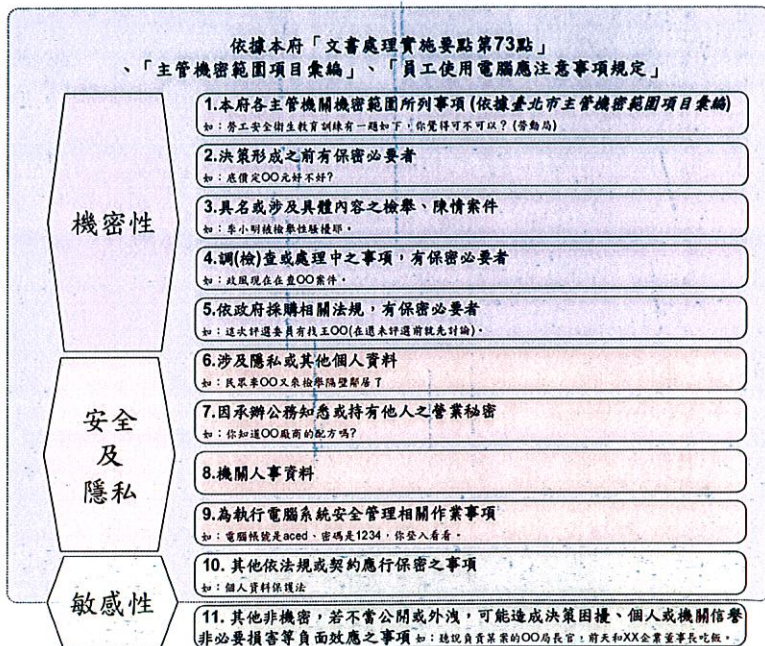 依據本府「文書處理實施要點第73點」
、「主管機密範圍項目彙編」、「員工使用電腦應注意事項規定」
機密性
1.本府各主管機關機密範圍所列事項 (依據臺北市主管機密範圍項目彙編)
如：勞工安全衛生教育訓練有一題如下，你覺得可不可以？(勞動局)
2.決策形成之前有保密必要者
如：底價定OO元好不好?
3.具名或涉及具體內容之檢舉、陳情案件
如：李小明被檢舉性騷擾耶。
4.調(檢)查或處理中之事項，有保密必要者
如：政風現在在查OO案件。
5.依政府採購相關法規，有保密必要者
如：這次評選委員有找王OO(在還未評選前就先討論)。
安全
及
隱私
6.涉及隱私或其他個人資料
如：民眾李OO又來檢舉隔壁鄰居了
7.因承辦公務知悉或持有他人之營業秘密
如：你知道OO廠商的配方嗎?
8.機關人事資料
9.為執行電腦系統安全管理相關作業事項
如：電腦帳號是aced、密碼是1234，你登入看看。
敏感性
10. 其他依法規或契約應行保密之事項
如：個人資料保護法
11. 其他非機密，若不當公開或外洩，可能造成決策困擾、個人或機關信譽
非必要損害等負面效應之事項 如：聽說負責某案的OO局長官，前天和XX企業董事長吃飯。